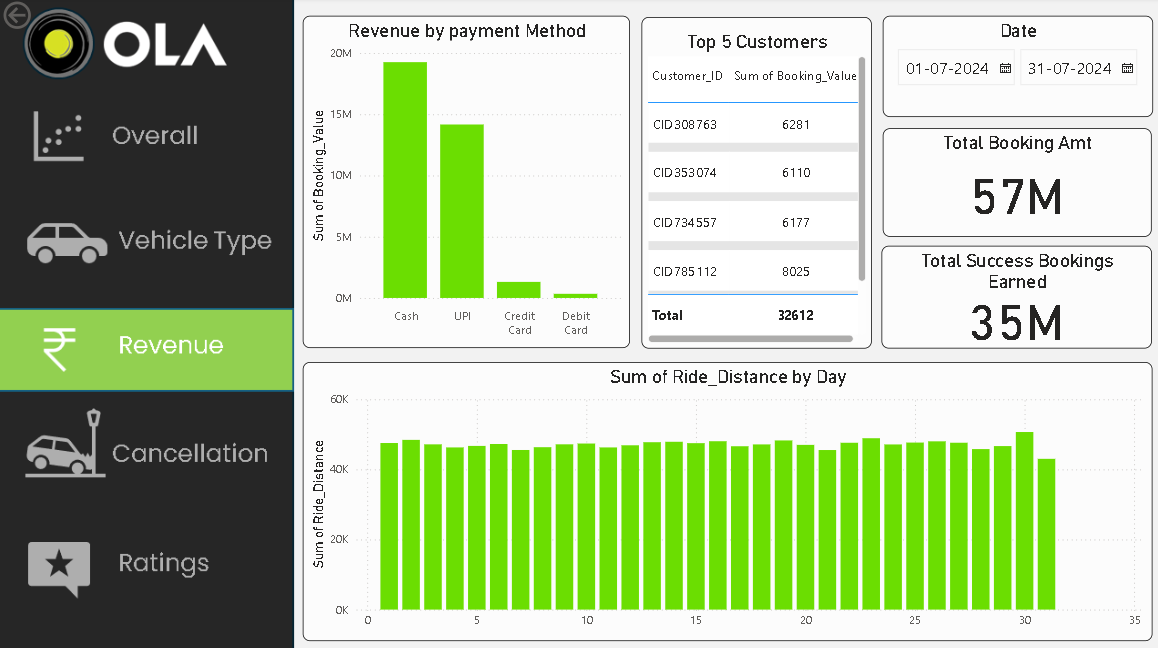 OLA
Overall
Vehicle Type
Revenue
Cancellation
Ratings
Revenue by payment Method
Sum of Booking_Value
20M
15M
10M
5M
0M
Cash
UPI
Credit
Card
Debit
Card
Top 5 Customers
Customer_ID Sum of Booking_Value
CID308763 6281
CID353074 6110
CID734557 6177
CID785112 8025
Total 32612
Date
01-07-2024 31-07-2024
Total Booking Amt
57M
Total Success Bookings
Earned
35M
Sum of Ride_Distance by Day
Sum of Ride_Distance
60K
40K
20K
0K
0 5 10 15 20 25 30 35